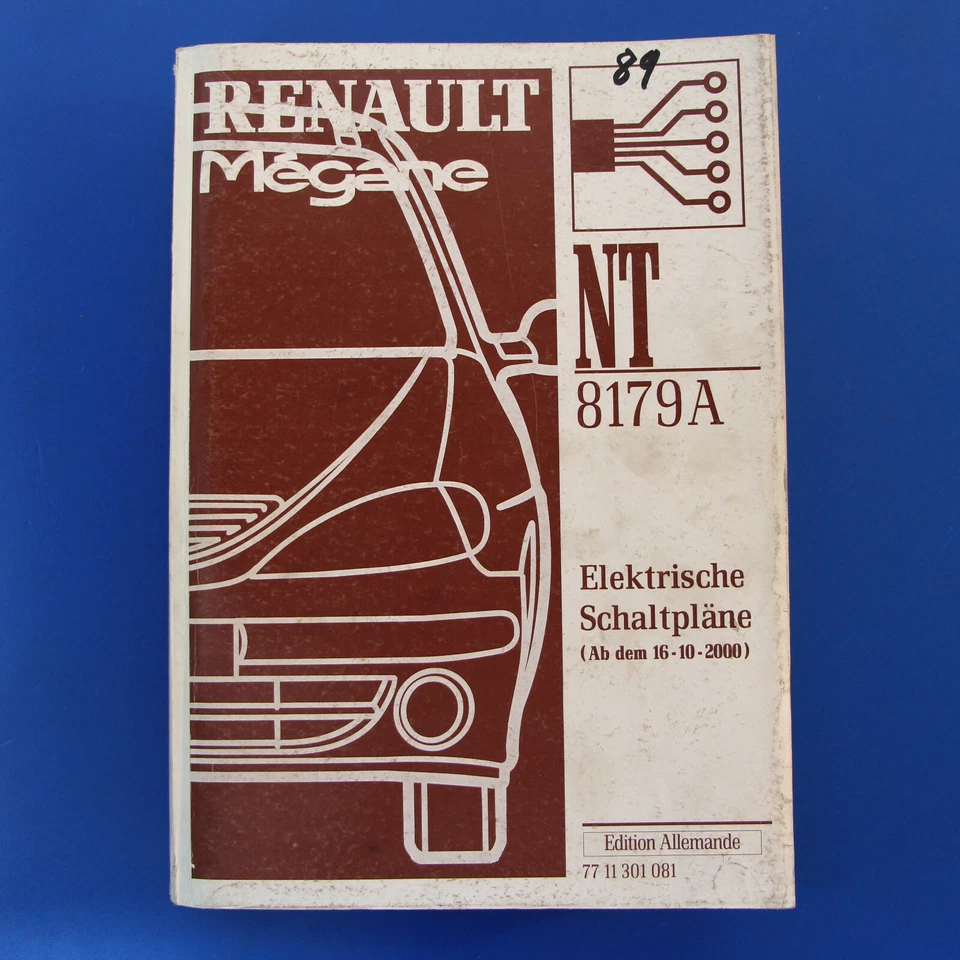 RENAULT
Mégane
89
NT
8179A
Elektrische
Schaltpläne
(Ab dem 16-10-2000)
Edition Allemande
77 11 301 081